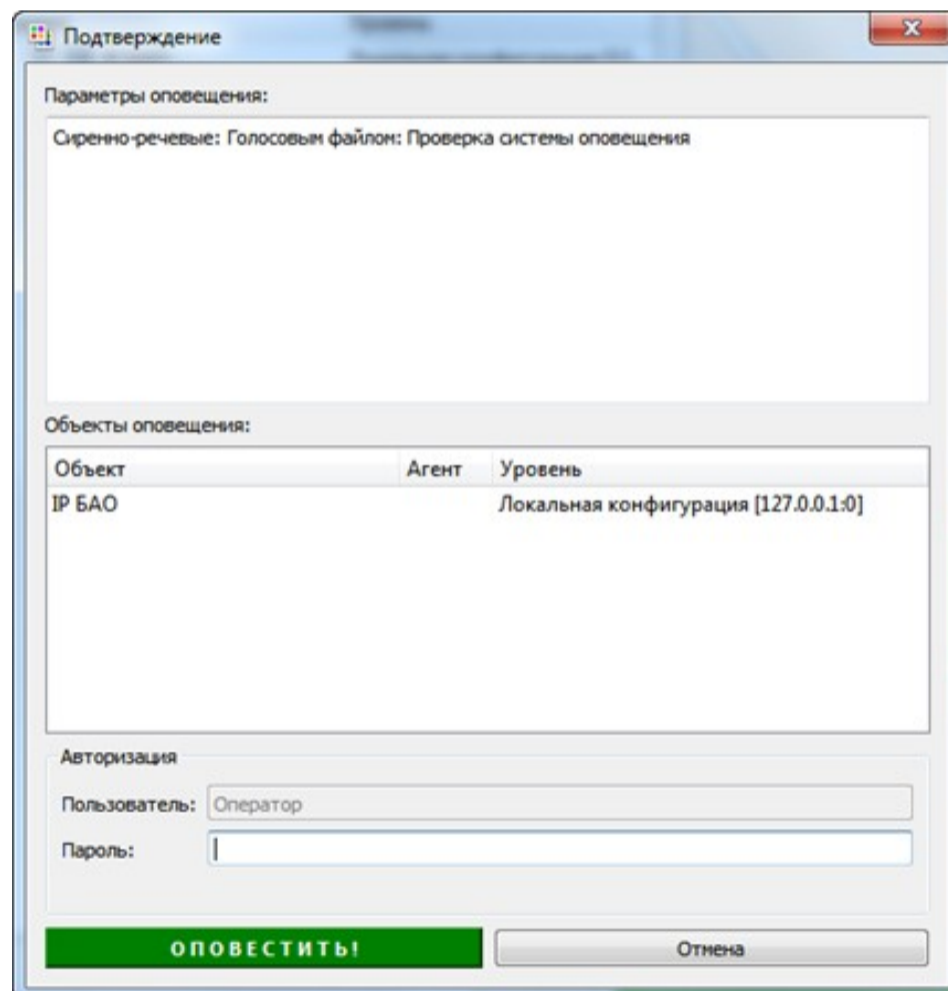 Подтверждение
Параметры оповещения:
Сиренно-речевые: Голосовым файлом: Проверка системы оповещения
Объекты оповещения:
Объект Агент Уровень
IP БАО Локальная конфигурация [127.0.0.1:0]
Авторизация
Пользователь: Оператор
Пароль:
ОПОВЕСТИТЬ! Отмена